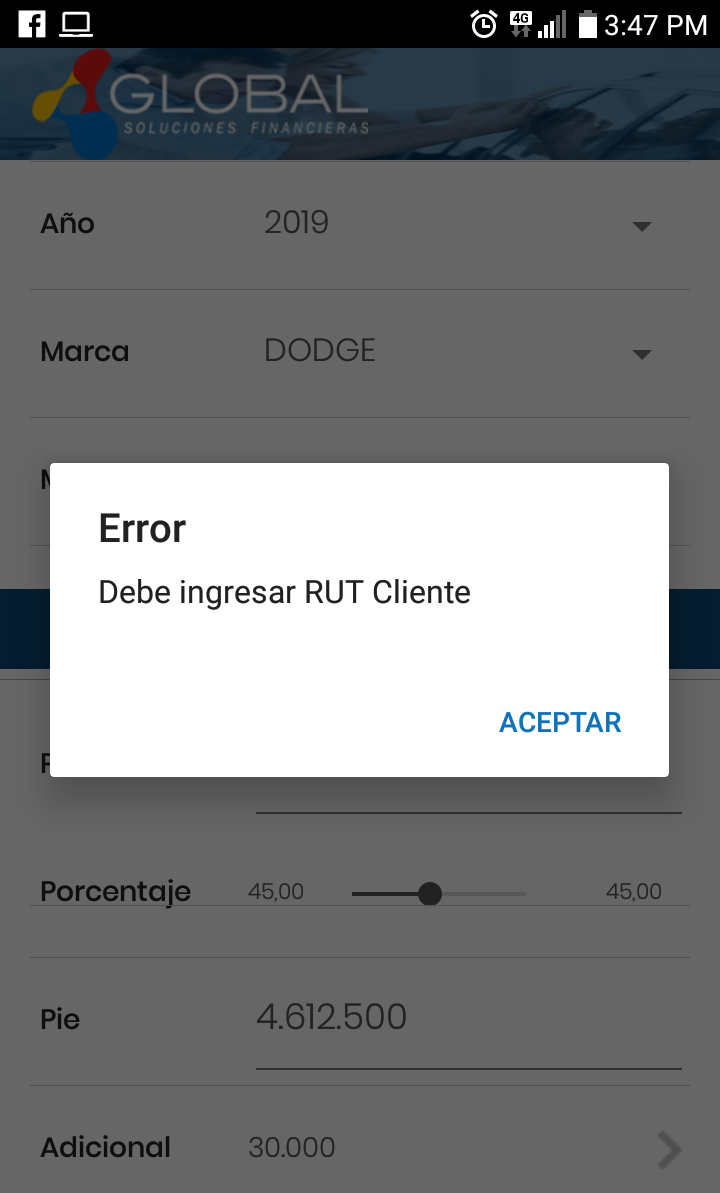 4G 3:47 PM
GLOBAL
SOLUCIONES FINANCIERAS
Año 2019
Marca DODGE
Error
Debe ingresar RUT Cliente
ACEPTAR
Porcentaje 45,00 45,00
Pie 4.612.500
Adicional 30.000